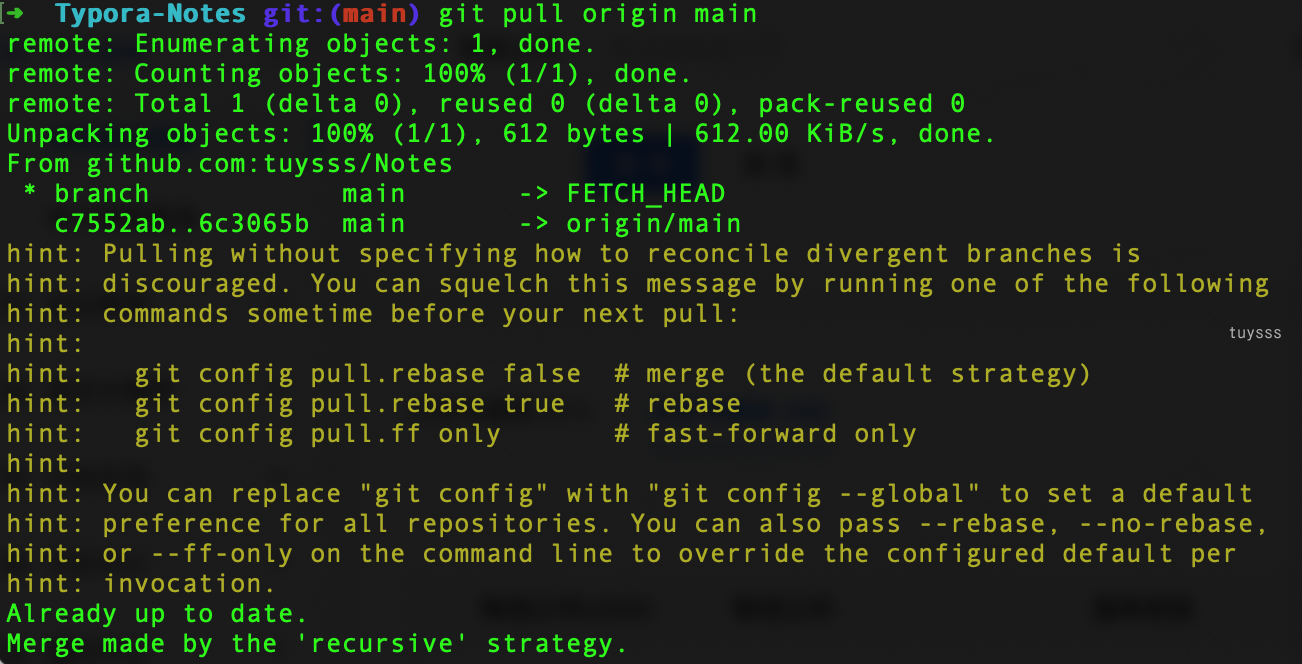 [➜  Typora-Notes git:(main) git pull origin main
remote: Enumerating objects: 1, done.
remote: Counting objects: 100% (1/1), done.
remote: Total 1 (delta 0), reused 0 (delta 0), pack-reused 0
Unpacking objects: 100% (1/1), 612 bytes | 612.00 KiB/s, done.
From github.com:tuysss/Notes
 * branch            main       -> FETCH_HEAD
   c7552ab..6c3065b  main       -> origin/main
hint: Pulling without specifying how to reconcile divergent branches is
hint: discouraged. You can squelch this message by running one of the following
hint: commands sometime before your next pull:
hint:
tuysss
hint:   git config pull.rebase false  # merge (the default strategy)
hint:   git config pull.rebase true   # rebase
hint:   git config pull.ff only       # fast-forward only
hint:
hint: You can replace "git config" with "git config --global" to set a default
hint: preference for all repositories. You can also pass --rebase, --no-rebase,
hint: or --ff-only on the command line to override the configured default per
hint: invocation.
Already up to date.
Merge made by the 'recursive' strategy.